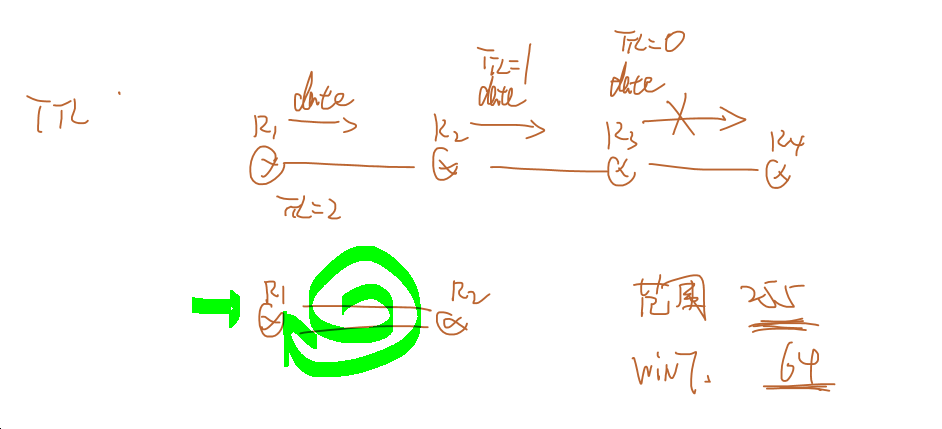 TTL
TTL=0
TTL=1
date
date
date
R1
R2
R3
R4
TTL=2
R1
R2
范围 255
WiN7. 64